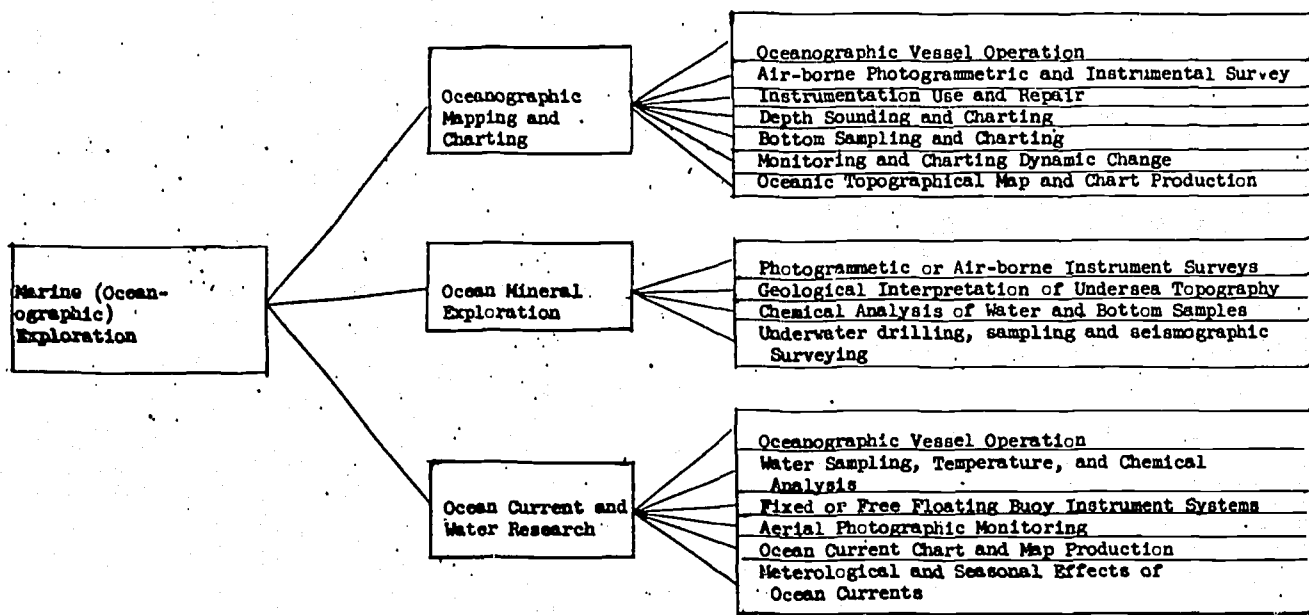 Marine (Ocean-
ographic)
Exploration
Oceanographic
Mapping and
Charting
Oceanographic Vessel Operation
Air-borne Photogrammetric and Instrumental Survey
Instrumentation Use and Repair
Depth Sounding and Charting
Bottom Sampling and Charting
Monitoring and Charting Dynamic Change
Oceanic Topographical Map and Chart Production
Ocean Mineral
Exploration
Photogrammetic or Air-borne Instrument Surveys
Geological Interpretation of Undersea Topography
Chemical Analysis of Water and Bottom Samples
Underwater drilling, sampling and seismographic
Surveying
Ocean Current and
Water Research
Oceanographic Vessel Operation
Water Sampling, Temperature, and Chemical
Analysis
Fixed or Free Floating Buoy Instrument Systems
Aerial Photographic Monitoring
Ocean Current Chart and Map Production
Meterological and Seasonal Effects of
Ocean Currents